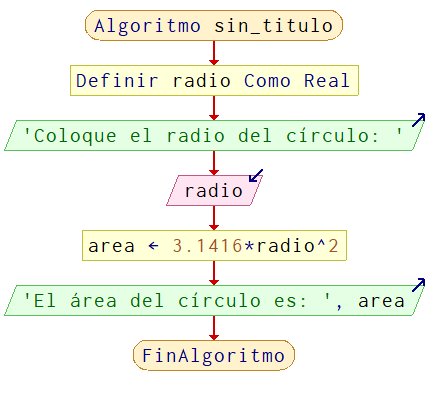 Algoritmo sin_titulo
Definir radio Como Real
'Coloque el radio del círculo: '
radio
area ← 3.1416*radio^2
'El área del círculo es: ', area
FinAlgoritmo